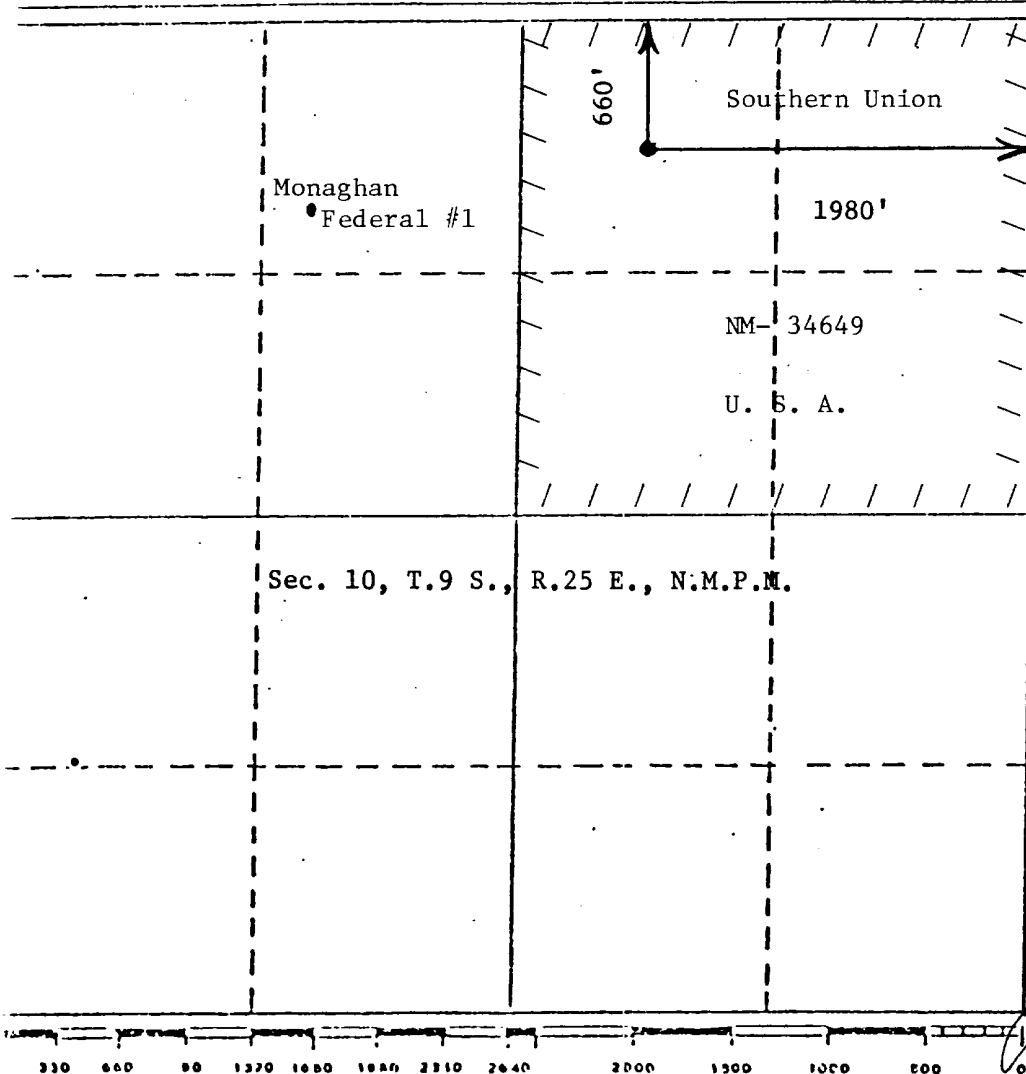 660'
Southern Union
1980'
Monaghan
Federal #1
NM- 34649
U. S. A.
Sec. 10, T.9 S., R.25 E., N.M.P.M.
330 660 90 1320 1650 1980 2310 2640 2000 1500 1000 500 0